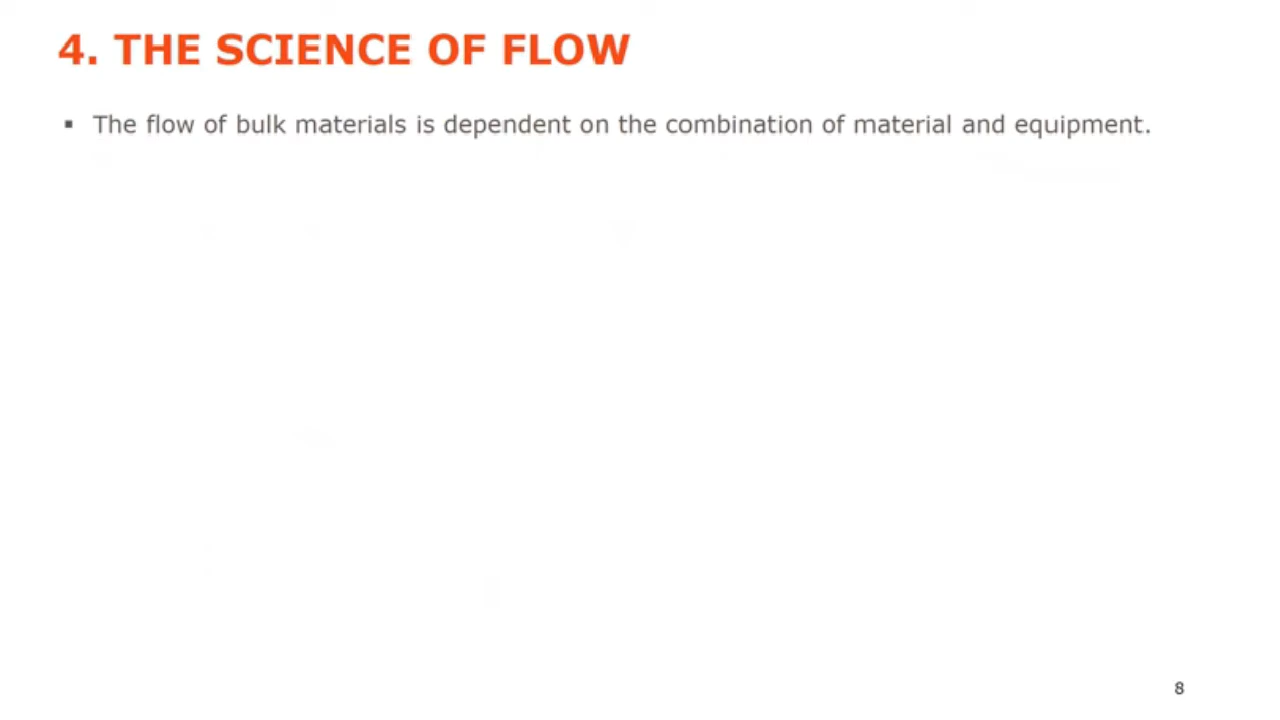 4. THE SCIENCE OF FLOW
▪ The flow of bulk materials is dependent on the combination of material and equipment.
8